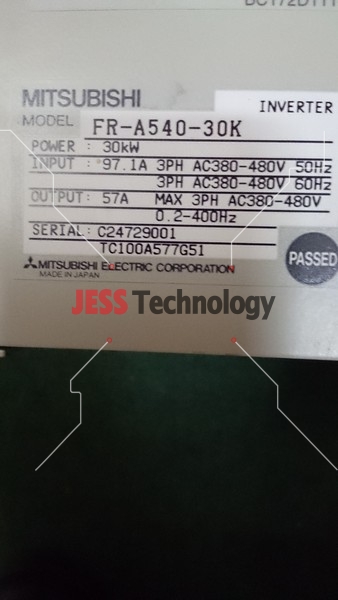 MITSUBISHI
INVERTER
MODEL FR-A540-30K
POWER : 30kW
INPUT : 97.1A 3PH AC380-480V 50Hz
3PH AC380-480V 60Hz
OUTPUT: 57A MAX 3PH AC380-480V
0.2-400Hz
SERIAL: C24729001
TC100A577G51
MITSUBISHI ELECTRIC CORPORATION
MADE IN JAPAN
PASSED
JESS Technology